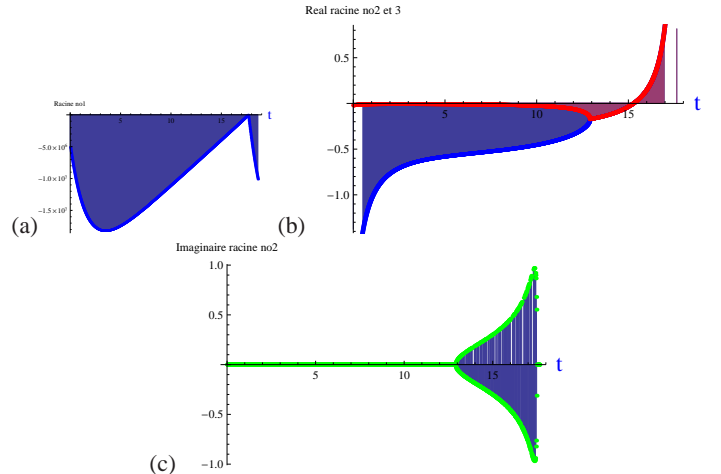 Real racine no2 et 3
(a)
Racine no1
t
5
10
15
-5.0×10⁶
-1.0×10⁷
-1.5×10⁷
(b)
0.5
-0.5
-1.0
5
10
15
t
Imaginaire racine no2
(c)
1.0
0.5
-0.5
-1.0
5
10
15
t